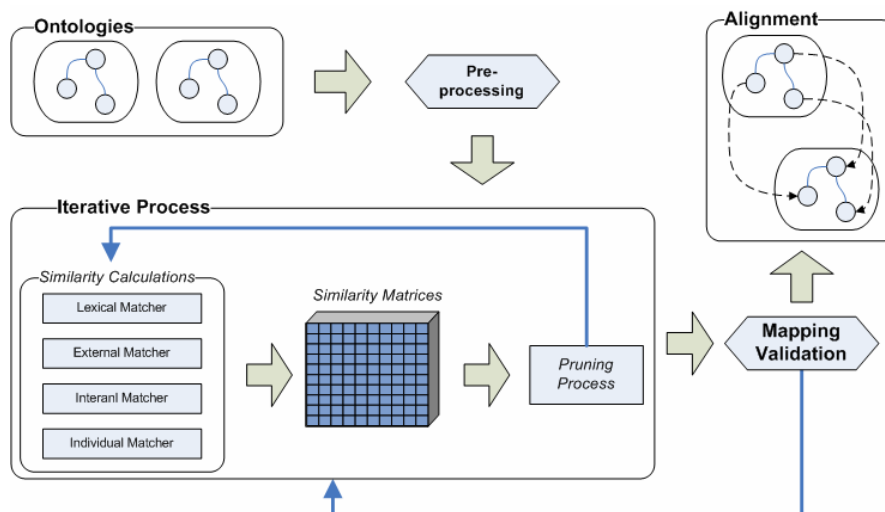 Ontologies
Pre-
processing
Alignment
Iterative Process
Similarity Calculations
Lexical Matcher
External Matcher
Interanl Matcher
Individual Matcher
Similarity Matrices
Pruning
Process
Mapping
Validation